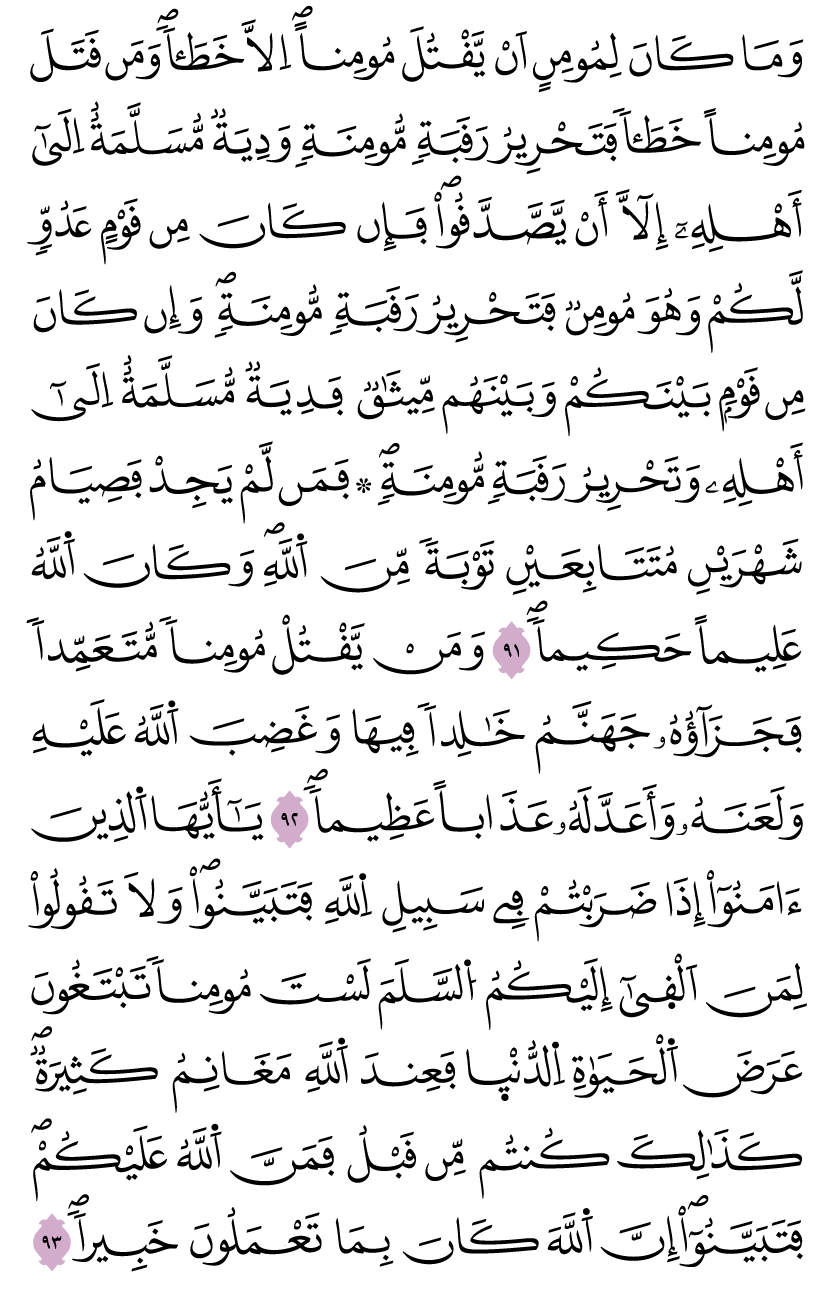 وَمَا كَانَ لِمُومِنٍ اَنْ يَّقْتُلَ مُومِناً اِلاَّ خَطَـٔاً وَمَن قَتَلَ
مُومِناً خَطَـٔاً فَتَحْرِيرُ رَقَبَةٍ مُّومِنَةٍ وَدِيَةٌ مُّسَلَّمَةٌ اِلَىٰٓ
أَهْلِهِۦٓ إِلَّآ أَنْ يَّصَّدَّقُواْۖ فَإِن كَانَ مِن قَوْمٍ عَدُوٍّ
لَّكُمْ وَهُوَ مُومِنٌ فَتَحْرِيرُ رَقَبَةٍ مُّومِنَةٍۖ وَإِن كَانَ
مِن قَوْمِۢ بَيْنَكُمْ وَبَيْنَهُم مِّيثَٰقٌ فَدِيَةٌ مُّسَلَّمَةٌ اِلَىٰٓ
أَهْلِهِۦ وَتَحْرِيرُ رَقَبَةٍ مُّومِنَةٍۖ ۞ فَمَن لَّمْ يَجِدْ فَصِيَامُ
شَهْرَيْنِ مُتَتَابِعَيْنِ تَوْبَةً مِّنَ اَ۬للَّهِۖ وَكَانَ اَ۬للَّهُ
عَلِيماً حَكِيماًۖ ٩١ وَمَنْ يَّقْتُلْ مُومِناً مُّتَعَمِّداً
فَجَزَآؤُهُۥ جَهَنَّمُ خَٰلِداً فِيهَا وَغَضِبَ اَ۬للَّهُ عَلَيْهِ
وَلَعَنَهُۥ وَأَعَدَّ لَهُۥ عَذَاباً عَظِيماًۖ ٩٢ يَٰٓأَيُّهَا اَ۬لذِينَ
ءَامَنُوٓاْ إِذَا ضَرَبْتُمْ فِے سَبِيلِ اِ۬للَّهِ فَتَبَيَّنُواْۖ وَلَا تَقُولُواْ
لِمَنَ اَلْقِىٰٓ إِلَيْكُمُ اُ۬لسَّلَمَ لَسْتَ مُومِناً تَبْتَغُونَ
عَرَضَ اَ۬لْحَيَوٰةِ اِ۬لدُّنْي۪ا فَعِندَ اَ۬للَّهِ مَغَانِمُ كَثِيرَةٌۖ
كَذَٰلِكَ كُنتُم مِّن قَبْلُ فَمَنَّ اَ۬للَّهُ عَلَيْكُمْۖ
فَتَبَيَّنُوٓاْۖ إِنَّ اَ۬للَّهَ كَانَ بِمَا تَعْمَلُونَ خَبِيراًۖ ٩٣